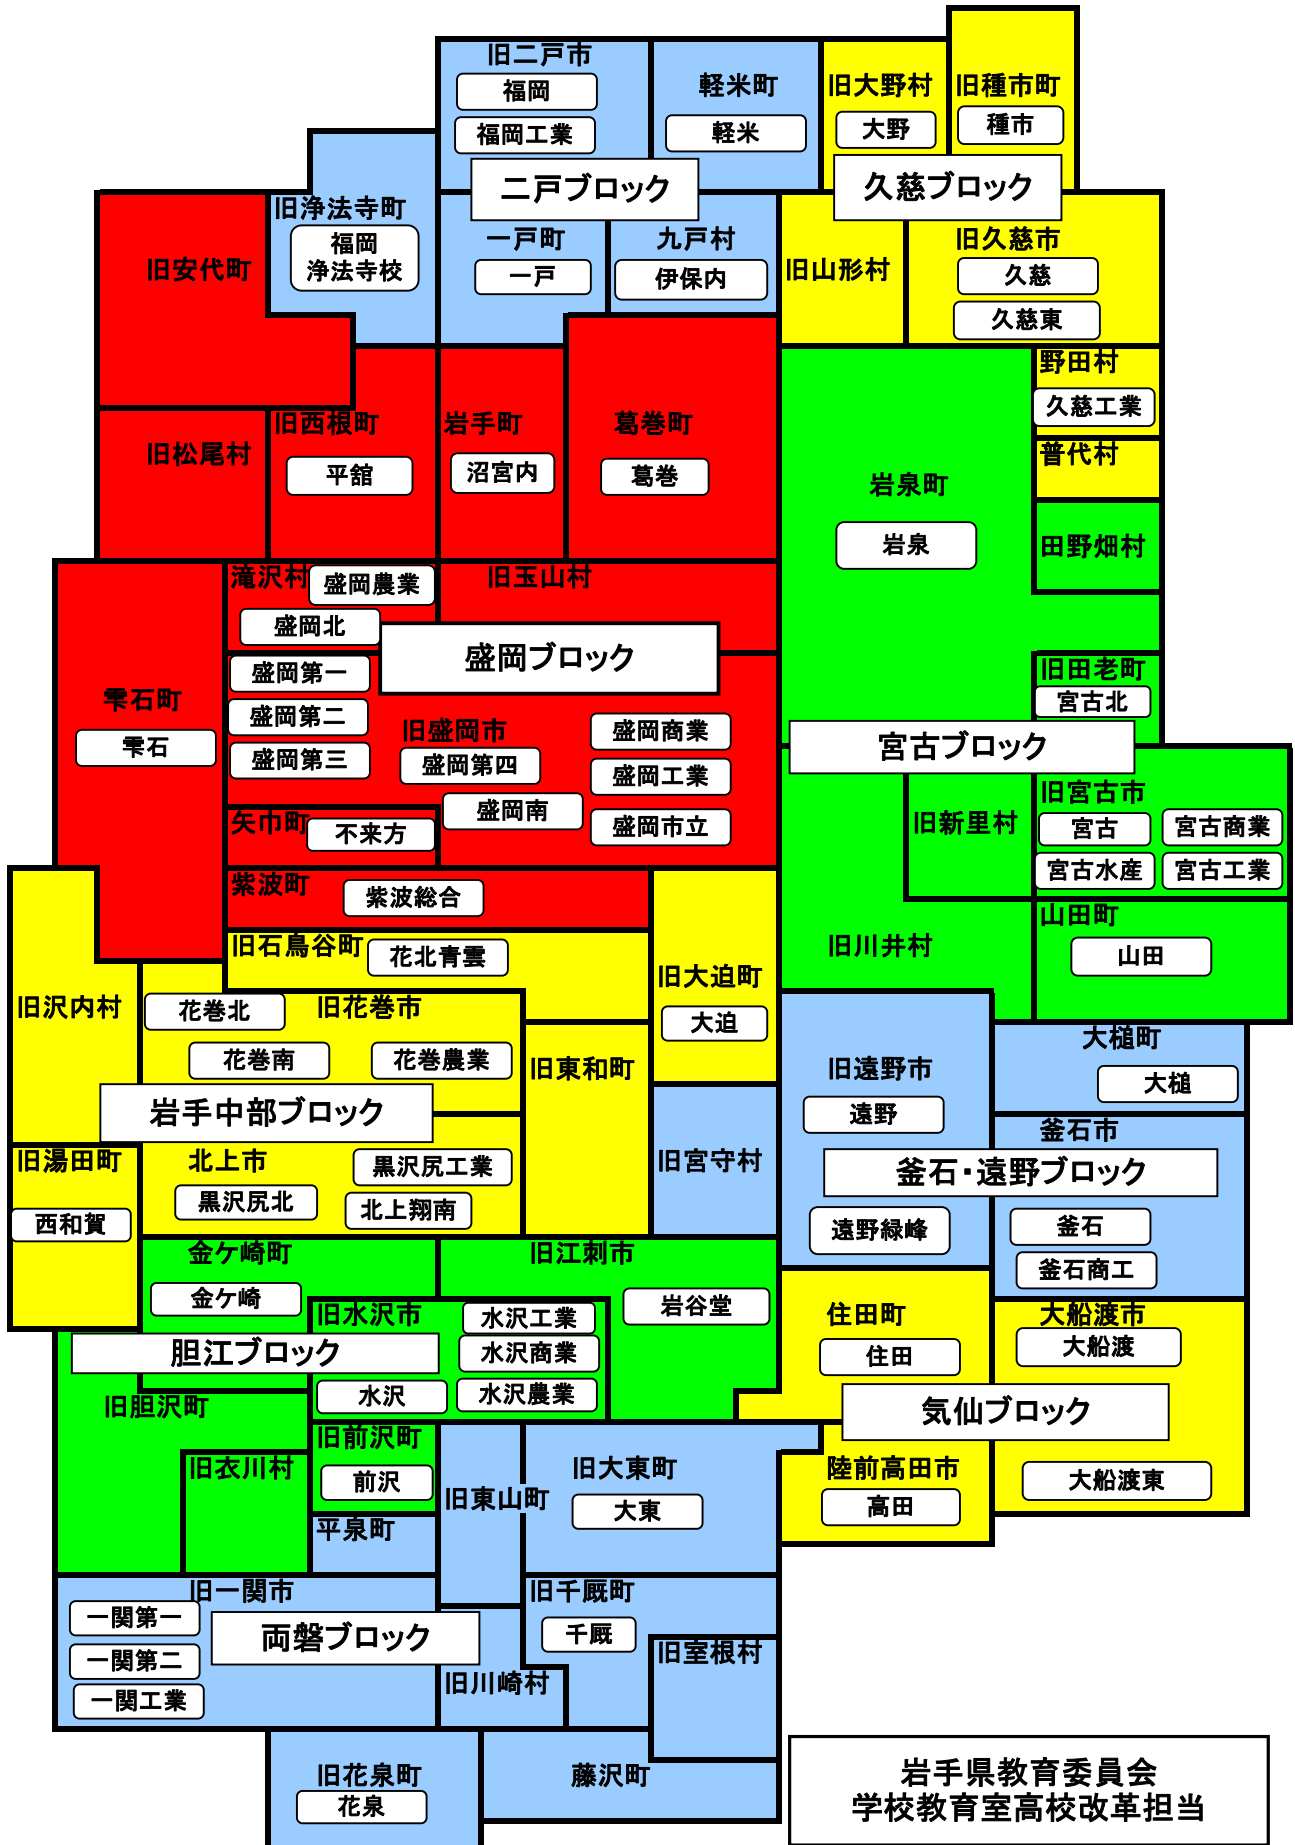 旧二戸市
福岡
福岡工業
軽米町
軽米
旧大野村
大野
旧種市町
種市
二戸ブロック
久慈ブロック
旧浄法寺町
福岡
浄法寺校
一戸町
一戸
九戸村
伊保内
旧山形村
旧久慈市
久慈
久慈東
旧安代町
野田村
久慈工業
旧松尾村
旧西根町
平舘
岩手町
沼宮内
葛巻町
葛巻
普代村
岩泉町
岩泉
田野畑村
滝沢村
盛岡農業
盛岡北
旧玉山村
盛岡ブロック
雫石町
雫石
盛岡第一
盛岡第二
盛岡第三
旧盛岡市
盛岡第四
盛岡南
盛岡商業
盛岡工業
盛岡市立
旧田老町
宮古北
宮古ブロック
矢巾町
不来方
旧新里村
旧宮古市
宮古
宮古商業
宮古水産
宮古工業
紫波町
紫波総合
旧石鳥谷町
花北青雲
旧大迫町
大迫
旧川井村
山田町
山田
旧沢内村
花巻北
旧花巻市
花巻南
花巻農業
旧東和町
旧遠野市
遠野
大槌町
大槌
岩手中部ブロック
釜石市
釜石・遠野ブロック
旧湯田町
西和賀
北上市
黒沢尻工業
黒沢尻北
北上翔南
旧宮守村
遠野緑峰
釜石
釜石商工
金ケ崎町
金ケ崎
旧江刺市
岩谷堂
旧水沢市
水沢工業
水沢商業
水沢
水沢農業
胆江ブロック
住田町
住田
大船渡市
大船渡
気仙ブロック
旧胆沢町
旧衣川村
旧前沢町
前沢
旧東山町
旧大東町
大東
陸前高田市
高田
大船渡東
平泉町
旧一関市
一関第一
一関第二
一関工業
両磐ブロック
旧千厩町
千厩
旧室根村
旧川崎村
旧花泉町
花泉
藤沢町
岩手県教育委員会
学校教育室高校改革担当